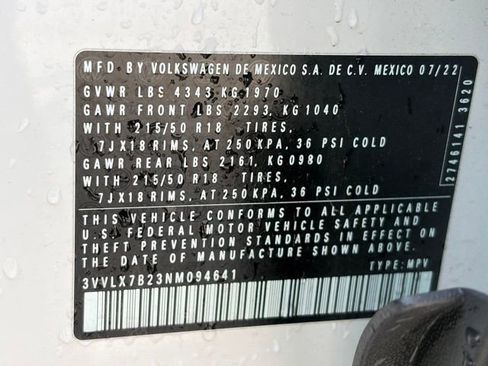 MFD BY VOLKSWAGEN DE MEXICO S.A. DE C.V. MEXICO 07/22
GVWR LBS 4343 KG 1970
GAWR FRONT LBS 2293, KG 1040
WITH 215/50 R18 TIRES,
7JX18 RIMS, AT 250 KPA, 36 PSI COLD
GAWR REAR LBS 2161, KG 0980
WITH 215/50 R18 TIRES,
7JX18 RIMS, AT 250 KPA, 36 PSI COLD
THIS VEHICLE CONFORMS TO ALL APPLICABLE
U.S. FEDERAL MOTOR VEHICLE SAFETY AND
THEFT PREVENTION STANDARDS IN EFFECT ON
THE DATE OF MANUFACTURE SHOWN ABOVE.
3VVLX7B23NM094641 TYPE: MPV
2746141 3620